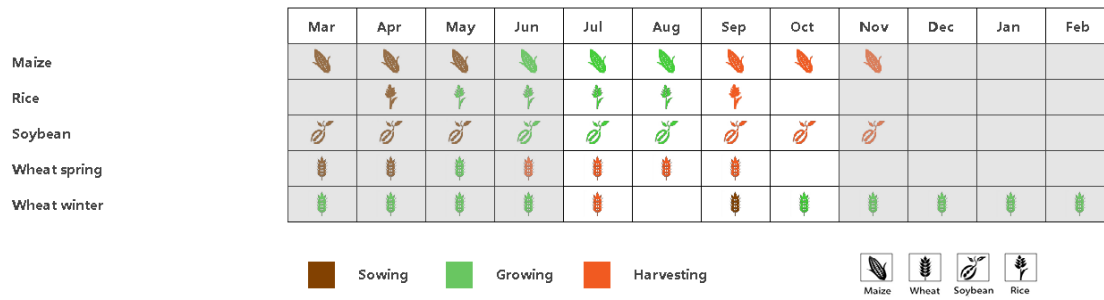 Mar Apr May Jun Jul Aug Sep Oct Nov Dec Jan Feb
Maize
Rice
Soybean
Wheat spring
Wheat winter
Sowing Growing Harvesting
Maize Wheat Soybean Rice